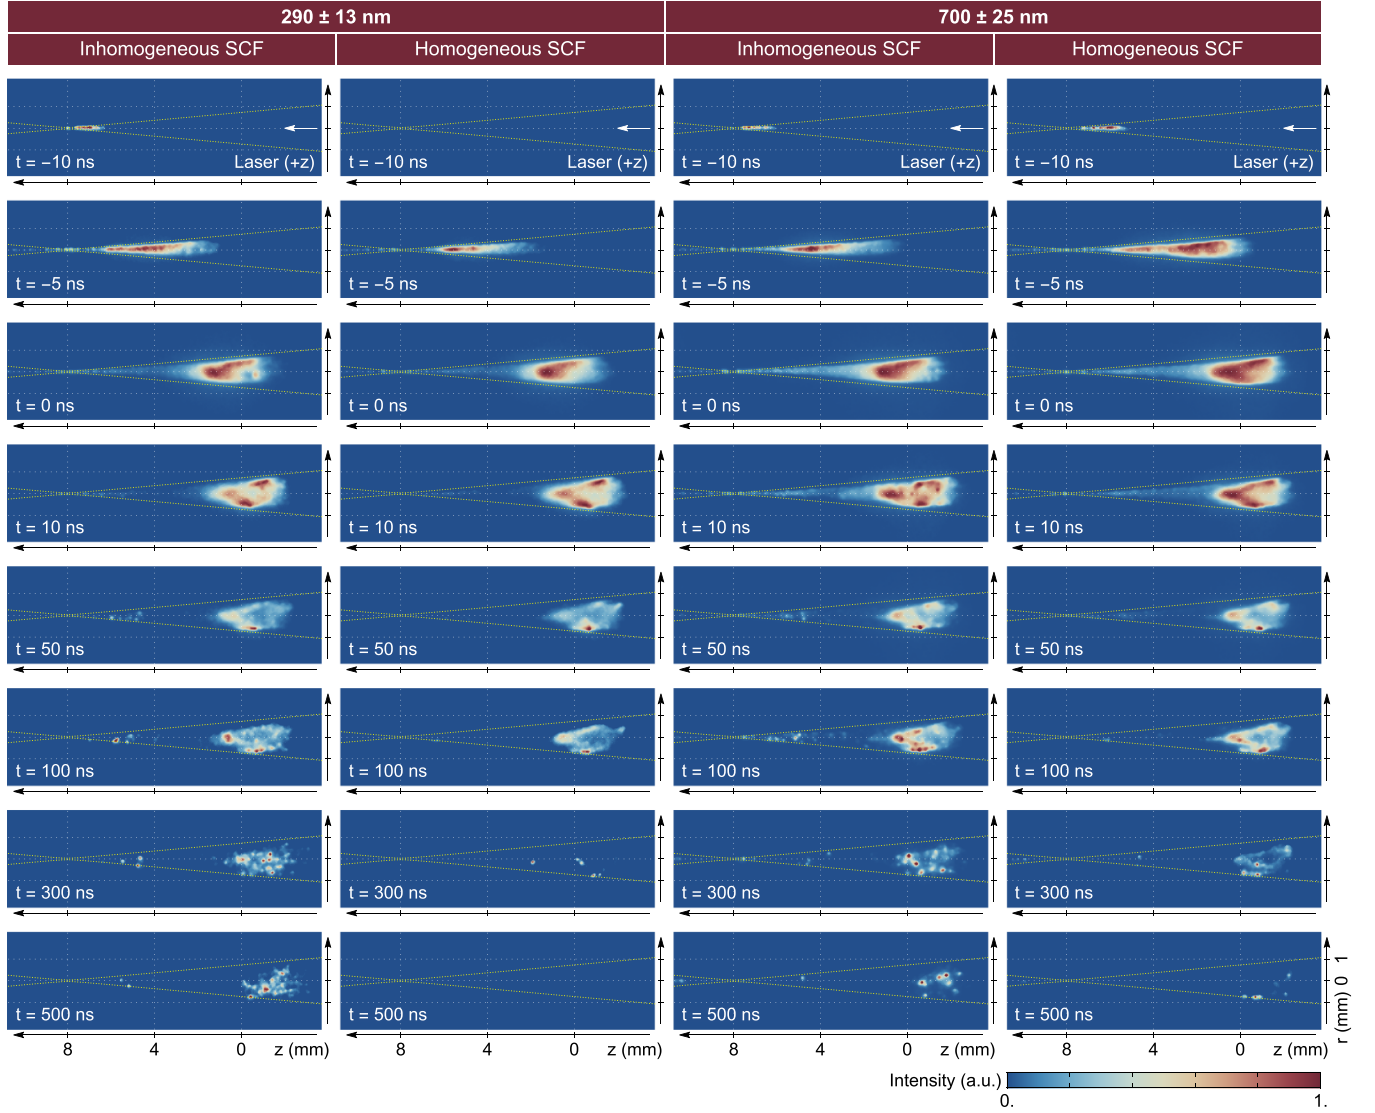 290 ± 13 nm 700 ± 25 nm
Inhomogeneous SCF Homogeneous SCF Inhomogeneous SCF Homogeneous SCF
t = −10 ns Laser (+z) t = −10 ns Laser (+z) t = −10 ns Laser (+z) t = −10 ns Laser (+z)
t = −5 ns t = −5 ns t = −5 ns t = −5 ns
t = 0 ns t = 0 ns t = 0 ns t = 0 ns
t = 10 ns t = 10 ns t = 10 ns t = 10 ns
t = 50 ns t = 50 ns t = 50 ns t = 50 ns
t = 100 ns t = 100 ns t = 100 ns t = 100 ns
t = 300 ns t = 300 ns t = 300 ns t = 300 ns
t = 500 ns t = 500 ns t = 500 ns t = 500 ns
r (mm) 0 1
8 4 0 z (mm) 8 4 0 z (mm) 8 4 0 z (mm) 8 4 0 z (mm)
Intensity (a.u.)
0. 1.